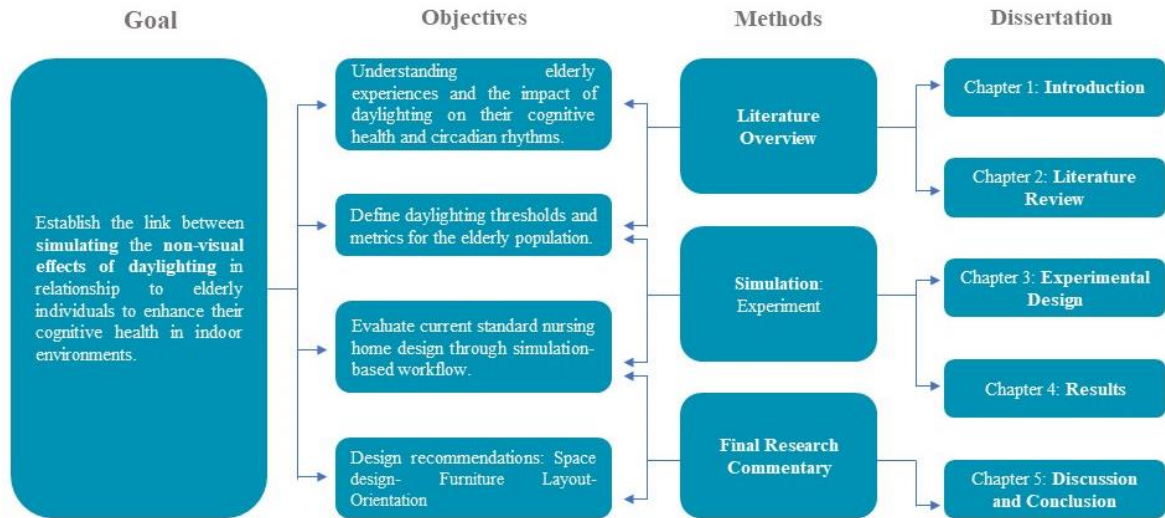 Goal
Objectives
Methods
Dissertation
Establish the link between
simulating the non-visual
effects of daylighting in
relationship to elderly
individuals to enhance their
cognitive health in indoor
environments.
Understanding elderly
experiences and the impact of
daylighting on their cognitive
health and circadian rhythms.
Define daylighting thresholds and
metrics for the elderly population.
Evaluate current standard nursing
home design through simulation-
based workflow.
Design recommendations: Space
design- Furniture Layout-
Orientation
Literature
Overview
Simulation:
Experiment
Final Research
Commentary
Chapter 1: Introduction
Chapter 2: Literature
Review
Chapter 3: Experimental
Design
Chapter 4: Results
Chapter 5: Discussion
and Conclusion